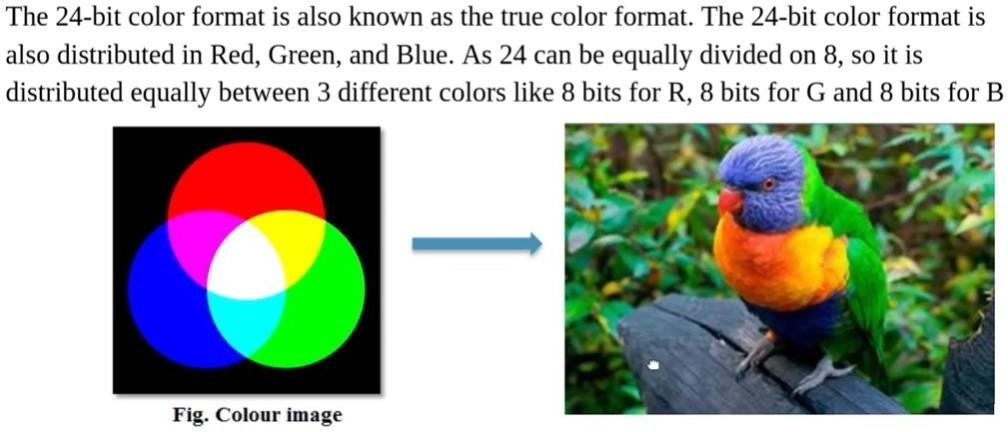 The 24-bit color format is also known as the true color format. The 24-bit color format is
also distributed in Red, Green, and Blue. As 24 can be equally divided on 8, so it is
distributed equally between 3 different colors like 8 bits for R, 8 bits for G and 8 bits for B
Fig. Colour image